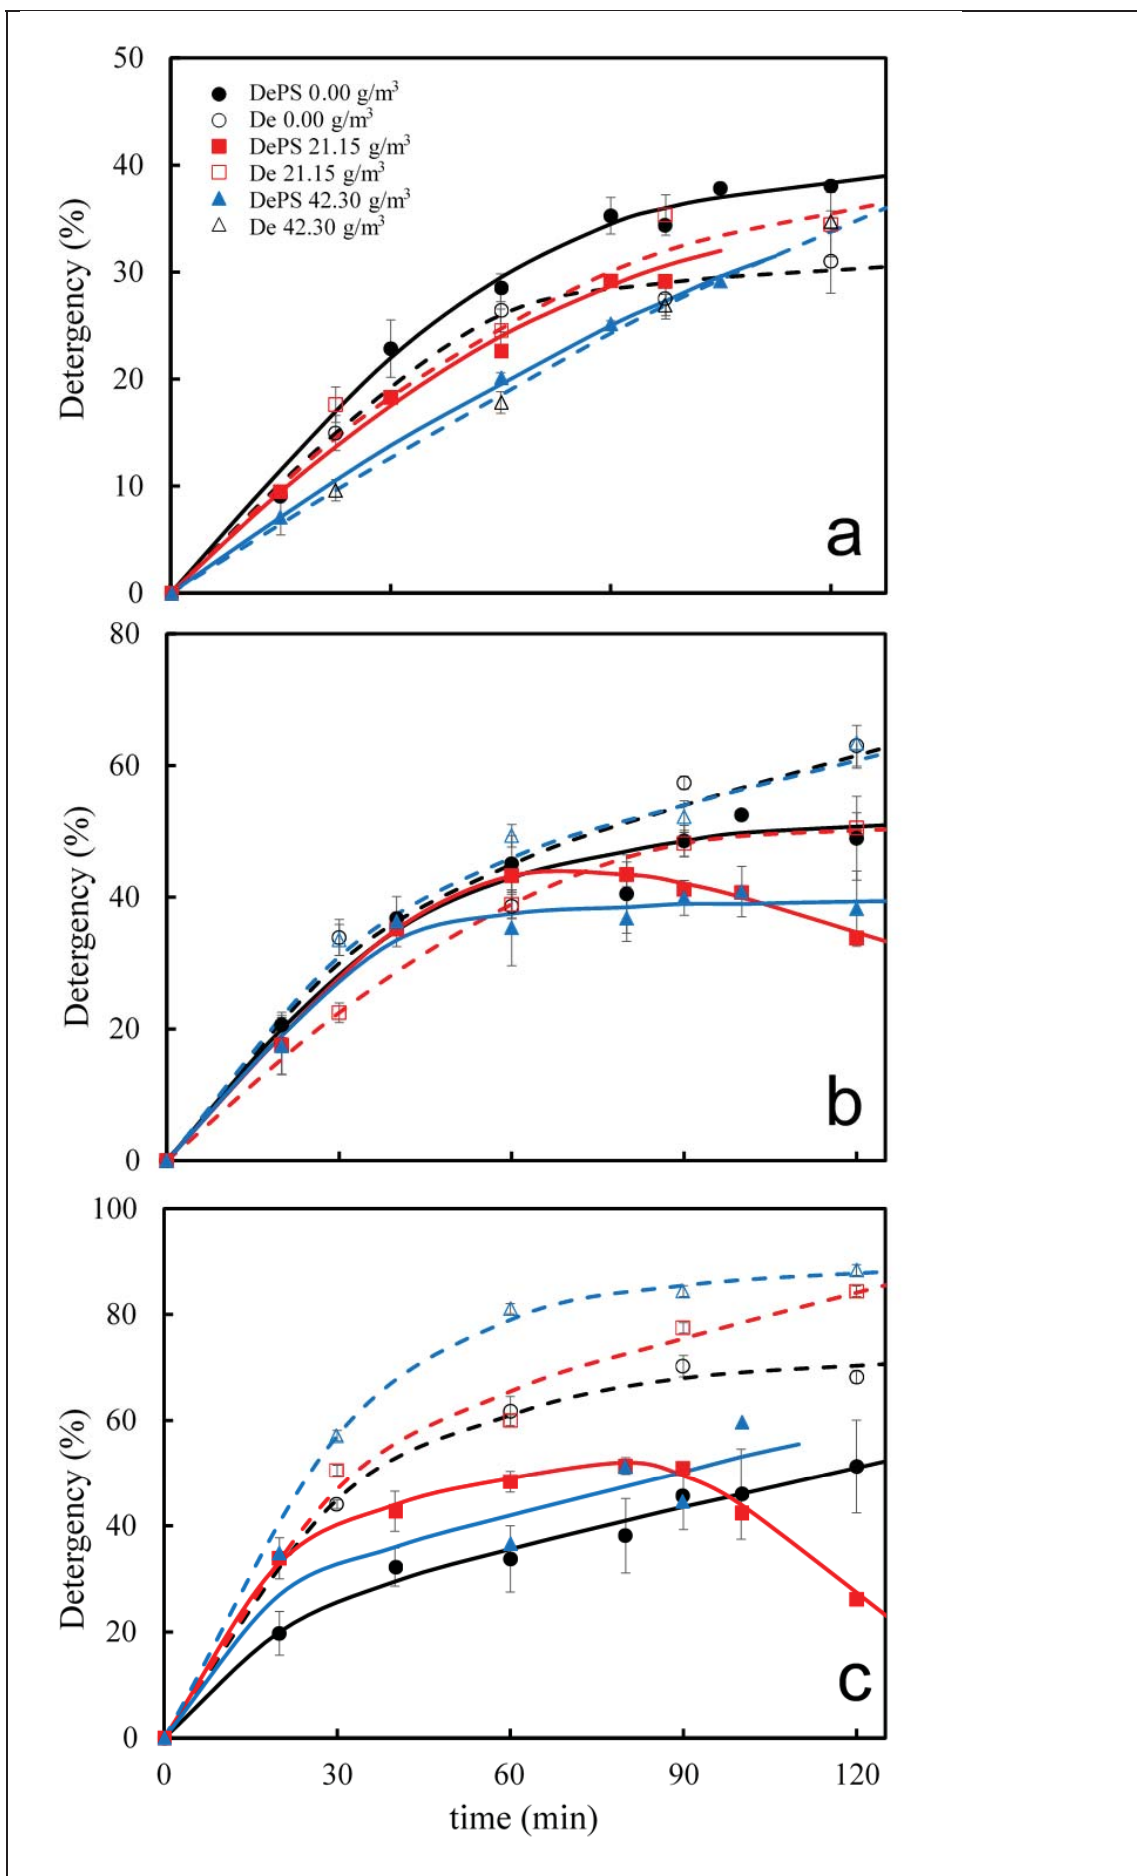 50
40
30
20
10
0
Detergency (%)
DePS 0.00 g/m³
De 0.00 g/m³
DePS 21.15 g/m³
De 21.15 g/m³
DePS 42.30 g/m³
De 42.30 g/m³
a
80
60
40
20
0
Detergency (%)
b
100
80
60
40
20
0
Detergency (%)
c
0 30 60 90 120
time (min)